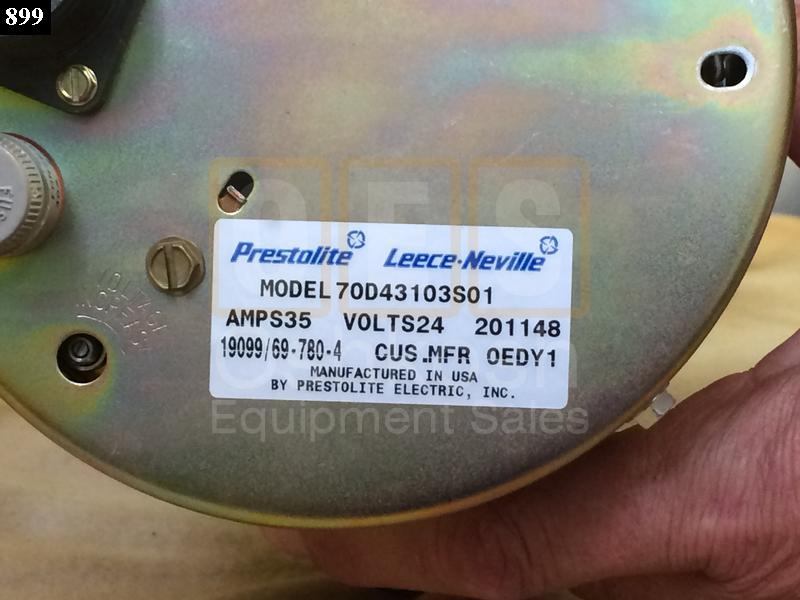 899
OES
Prestolite Leece-Neville
MODEL 70D43103S01
AMPS35 VOLTS24 201148
19099/69-780-4 CUS.MFR 0EDY1
MANUFACTURED IN USA
BY PRESTOLITE ELECTRIC, INC.
Equipment Sales